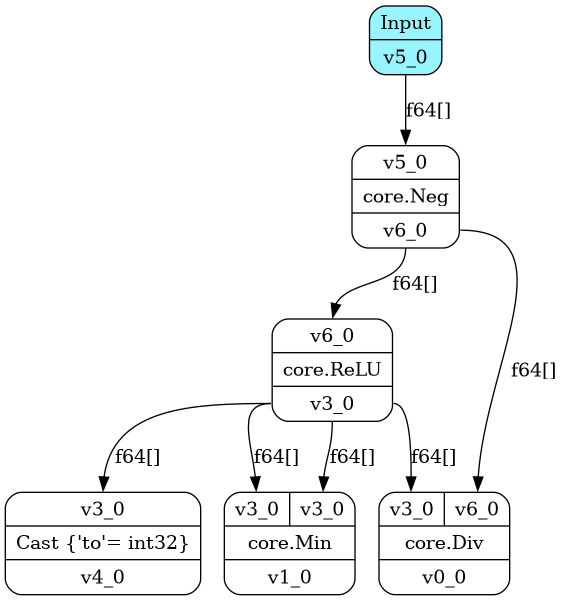 Input
v5_0
f64[]
v5_0
core.Neg
v6_0
f64[]
v6_0
core.ReLU
f64[]
v3_0
f64[] f64[] f64[] f64[]
v3_0 v3_0 v3_0 v3_0 v6_0
Cast {'to'= int32} core.Min core.Div
v4_0 v1_0 v0_0